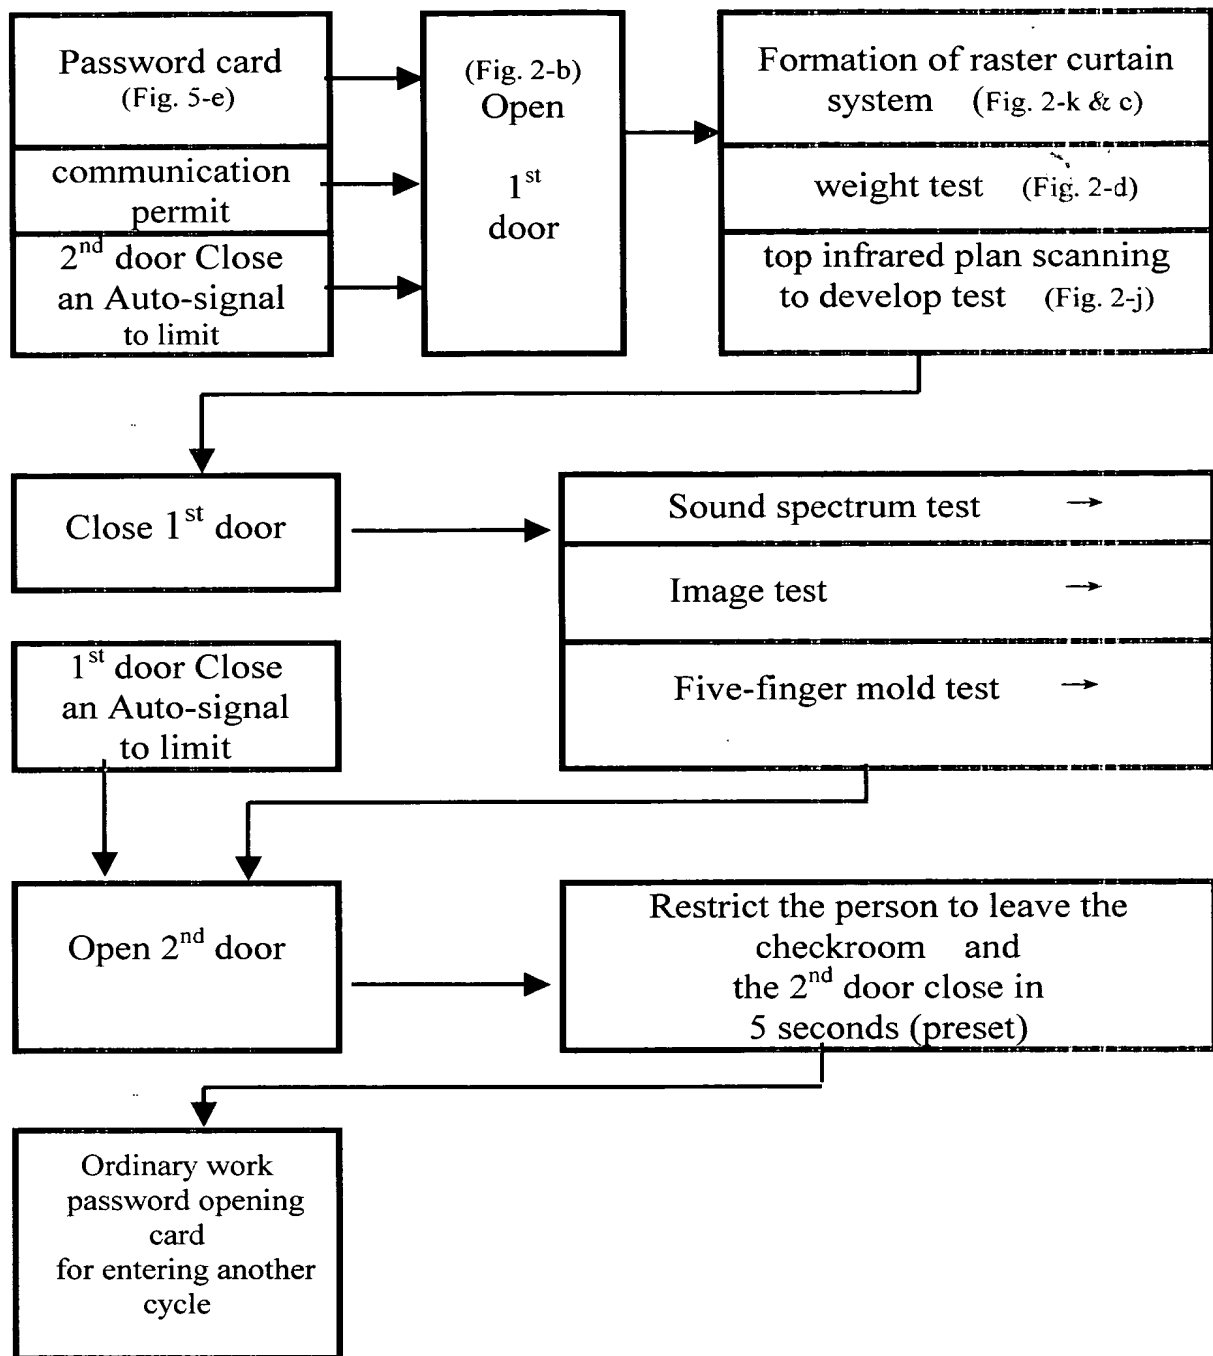 Password card
(Fig. 5-e)
communication
permit
2nd door Close
an Auto-signal
to limit
(Fig. 2-b)
Open
1st
door
Formation of raster curtain
system (Fig. 2-k & c)
weight test (Fig. 2-d)
top infrared plan scanning
to develop test (Fig. 2-j)
Close 1st door
Sound spectrum test →
Image test →
Five-finger mold test →
1st door Close
an Auto-signal
to limit
Open 2nd door
Restrict the person to leave the
checkroom and
the 2nd door close in
5 seconds (preset)
Ordinary work
password opening
card
for entering another
cycle